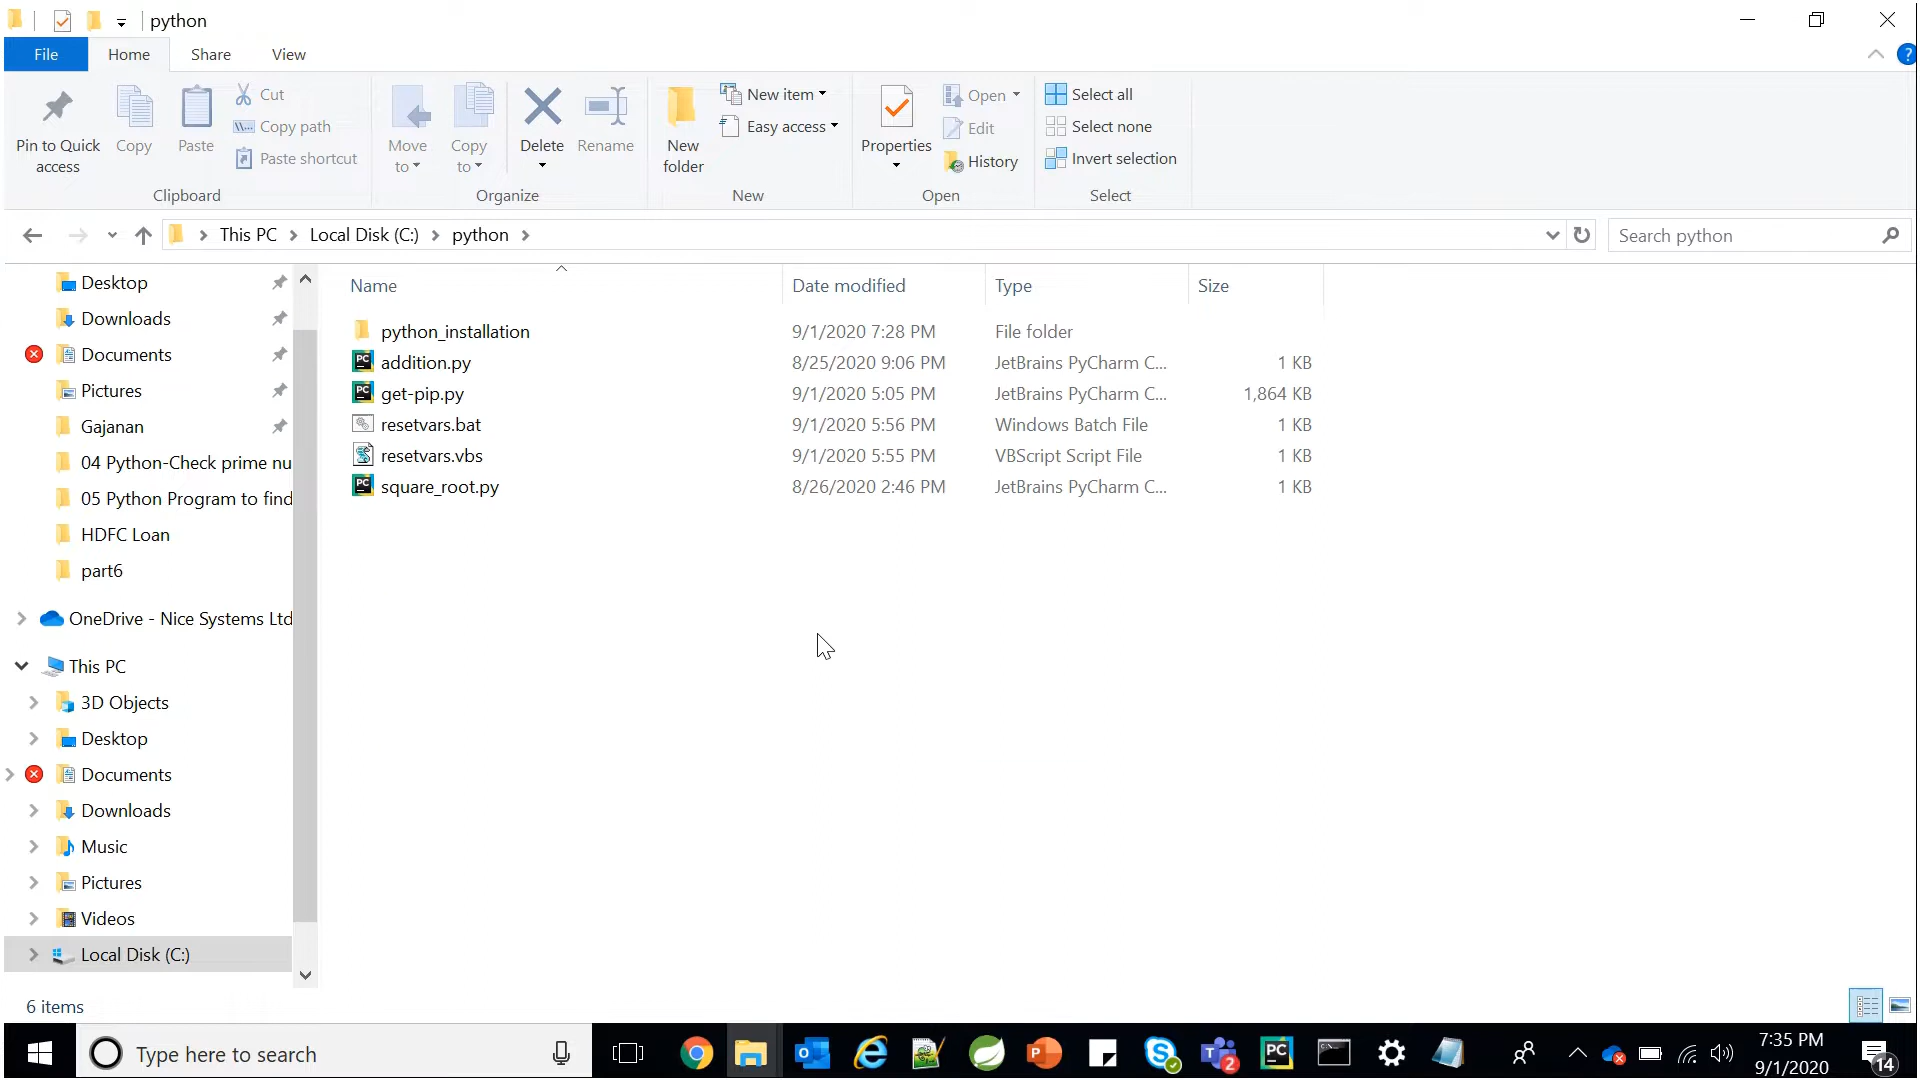 python
File Home Share View
Pin to Quick access
Copy
Paste
Cut
Copy path
Paste shortcut
Clipboard
Move to
Copy to
Delete
Rename
Organize
New folder
New item
Easy access
New
Properties
Open
Edit
History
Open
Select all
Select none
Invert selection
Select
This PC Local Disk (C:) python
Search python
Desktop
Downloads
Documents
Pictures
Gajanan
04 Python-Check prime nu
05 Python Program to find
HDFC Loan
part6
OneDrive - Nice Systems Ltd
This PC
3D Objects
Desktop
Documents
Downloads
Music
Pictures
Videos
Local Disk (C:)
Name Date modified Type Size
python_installation 9/1/2020 7:28 PM File folder
addition.py 8/25/2020 9:06 PM JetBrains PyCharm C... 1 KB
get-pip.py 9/1/2020 5:05 PM JetBrains PyCharm C... 1,864 KB
resetvars.bat 9/1/2020 5:56 PM Windows Batch File 1 KB
resetvars.vbs 9/1/2020 5:55 PM VBScript Script File 1 KB
square_root.py 8/26/2020 2:46 PM JetBrains PyCharm C... 1 KB
6 items
Type here to search
PC
2
7:35 PM
9/1/2020
14